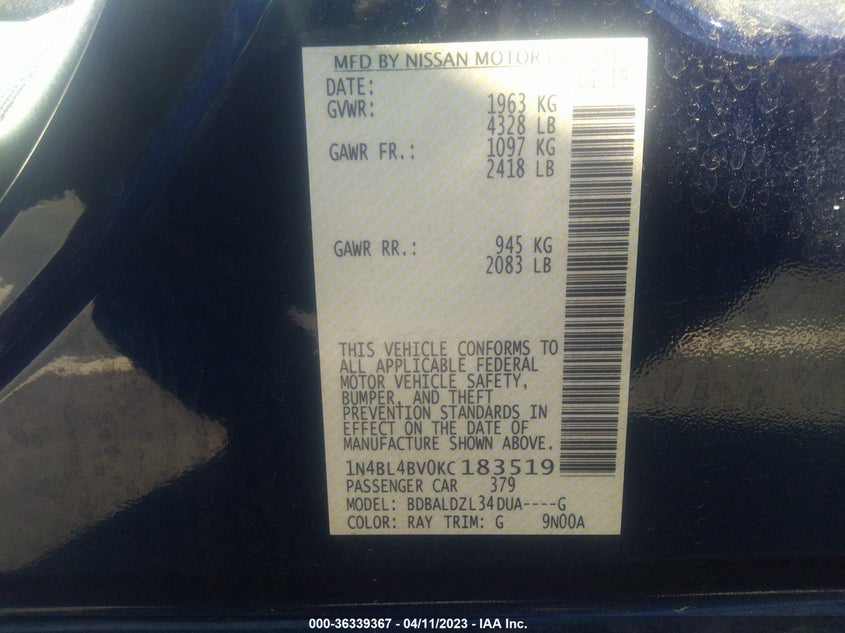 MFD BY NISSAN MOTOR
DATE:
GVWR: 1963 KG
4328 LB
GAWR FR.: 1097 KG
2418 LB
GAWR RR.: 945 KG
2083 LB
THIS VEHICLE CONFORMS TO
ALL APPLICABLE FEDERAL
MOTOR VEHICLE SAFETY,
BUMPER, AND THEFT
PREVENTION STANDARDS IN
EFFECT ON THE DATE OF
MANUFACTURE SHOWN ABOVE.
1N4BL4BV0KC183519
PASSENGER CAR 379
MODEL: BDBALDZL34DUA----G
COLOR: RAY TRIM: G 9N00A
000-36339367 - 04/11/2023 - IAA Inc.